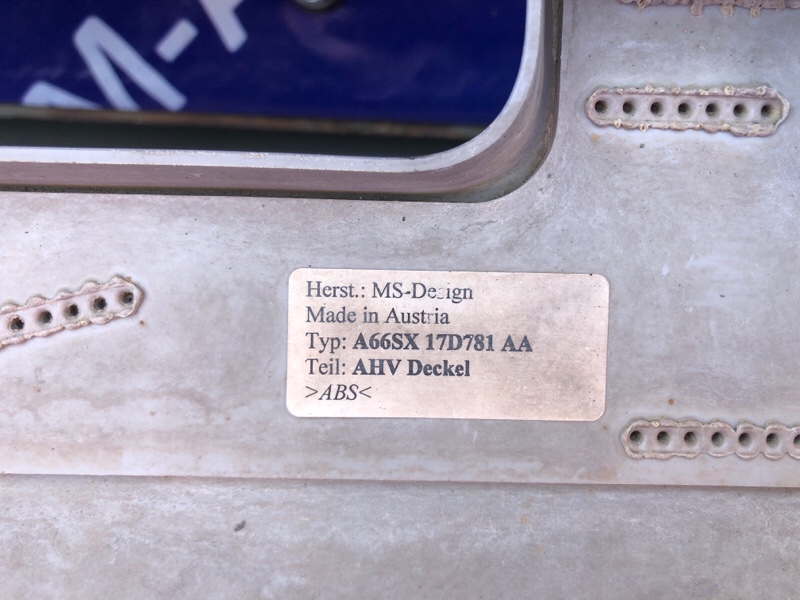 M-A
Herst.: MS-Design
Made in Austria
Typ: A66SX 17D781 AA
Teil: AHV Deckel
>ABS<